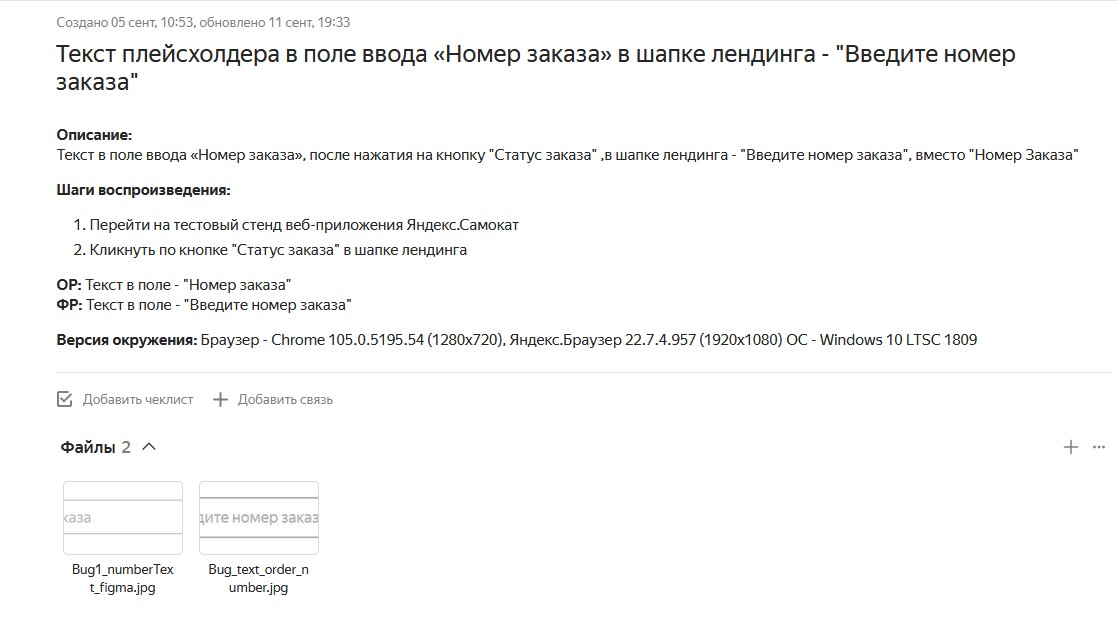 Создано 05 сент, 10:53, обновлено 11 сент, 19:33
Текст плейсхолдера в поле ввода «Номер заказа» в шапке лендинга - "Введите номер
заказа"
Описание:
Текст в поле ввода «Номер заказа», после нажатия на кнопку "Статус заказа" ,в шапке лендинга - "Введите номер заказа", вместо "Номер Заказа"
Шаги воспроизведения:
1. Перейти на тестовый стенд веб-приложения Яндекс.Самокат
2. Кликнуть по кнопке "Статус заказа" в шапке лендинга
ОР: Текст в поле - "Номер заказа"
ФР: Текст в поле - "Введите номер заказа"
Версия окружения: Браузер - Chrome 105.0.5195.54 (1280x720), Яндекс.Браузер 22.7.4.957 (1920x1080) ОС - Windows 10 LTSC 1809
Добавить чеклист Добавить связь
Файлы 2
каза дите номер заказ
Bug1_numberTex Bug_text_order_n
t_figma.jpg umber.jpg